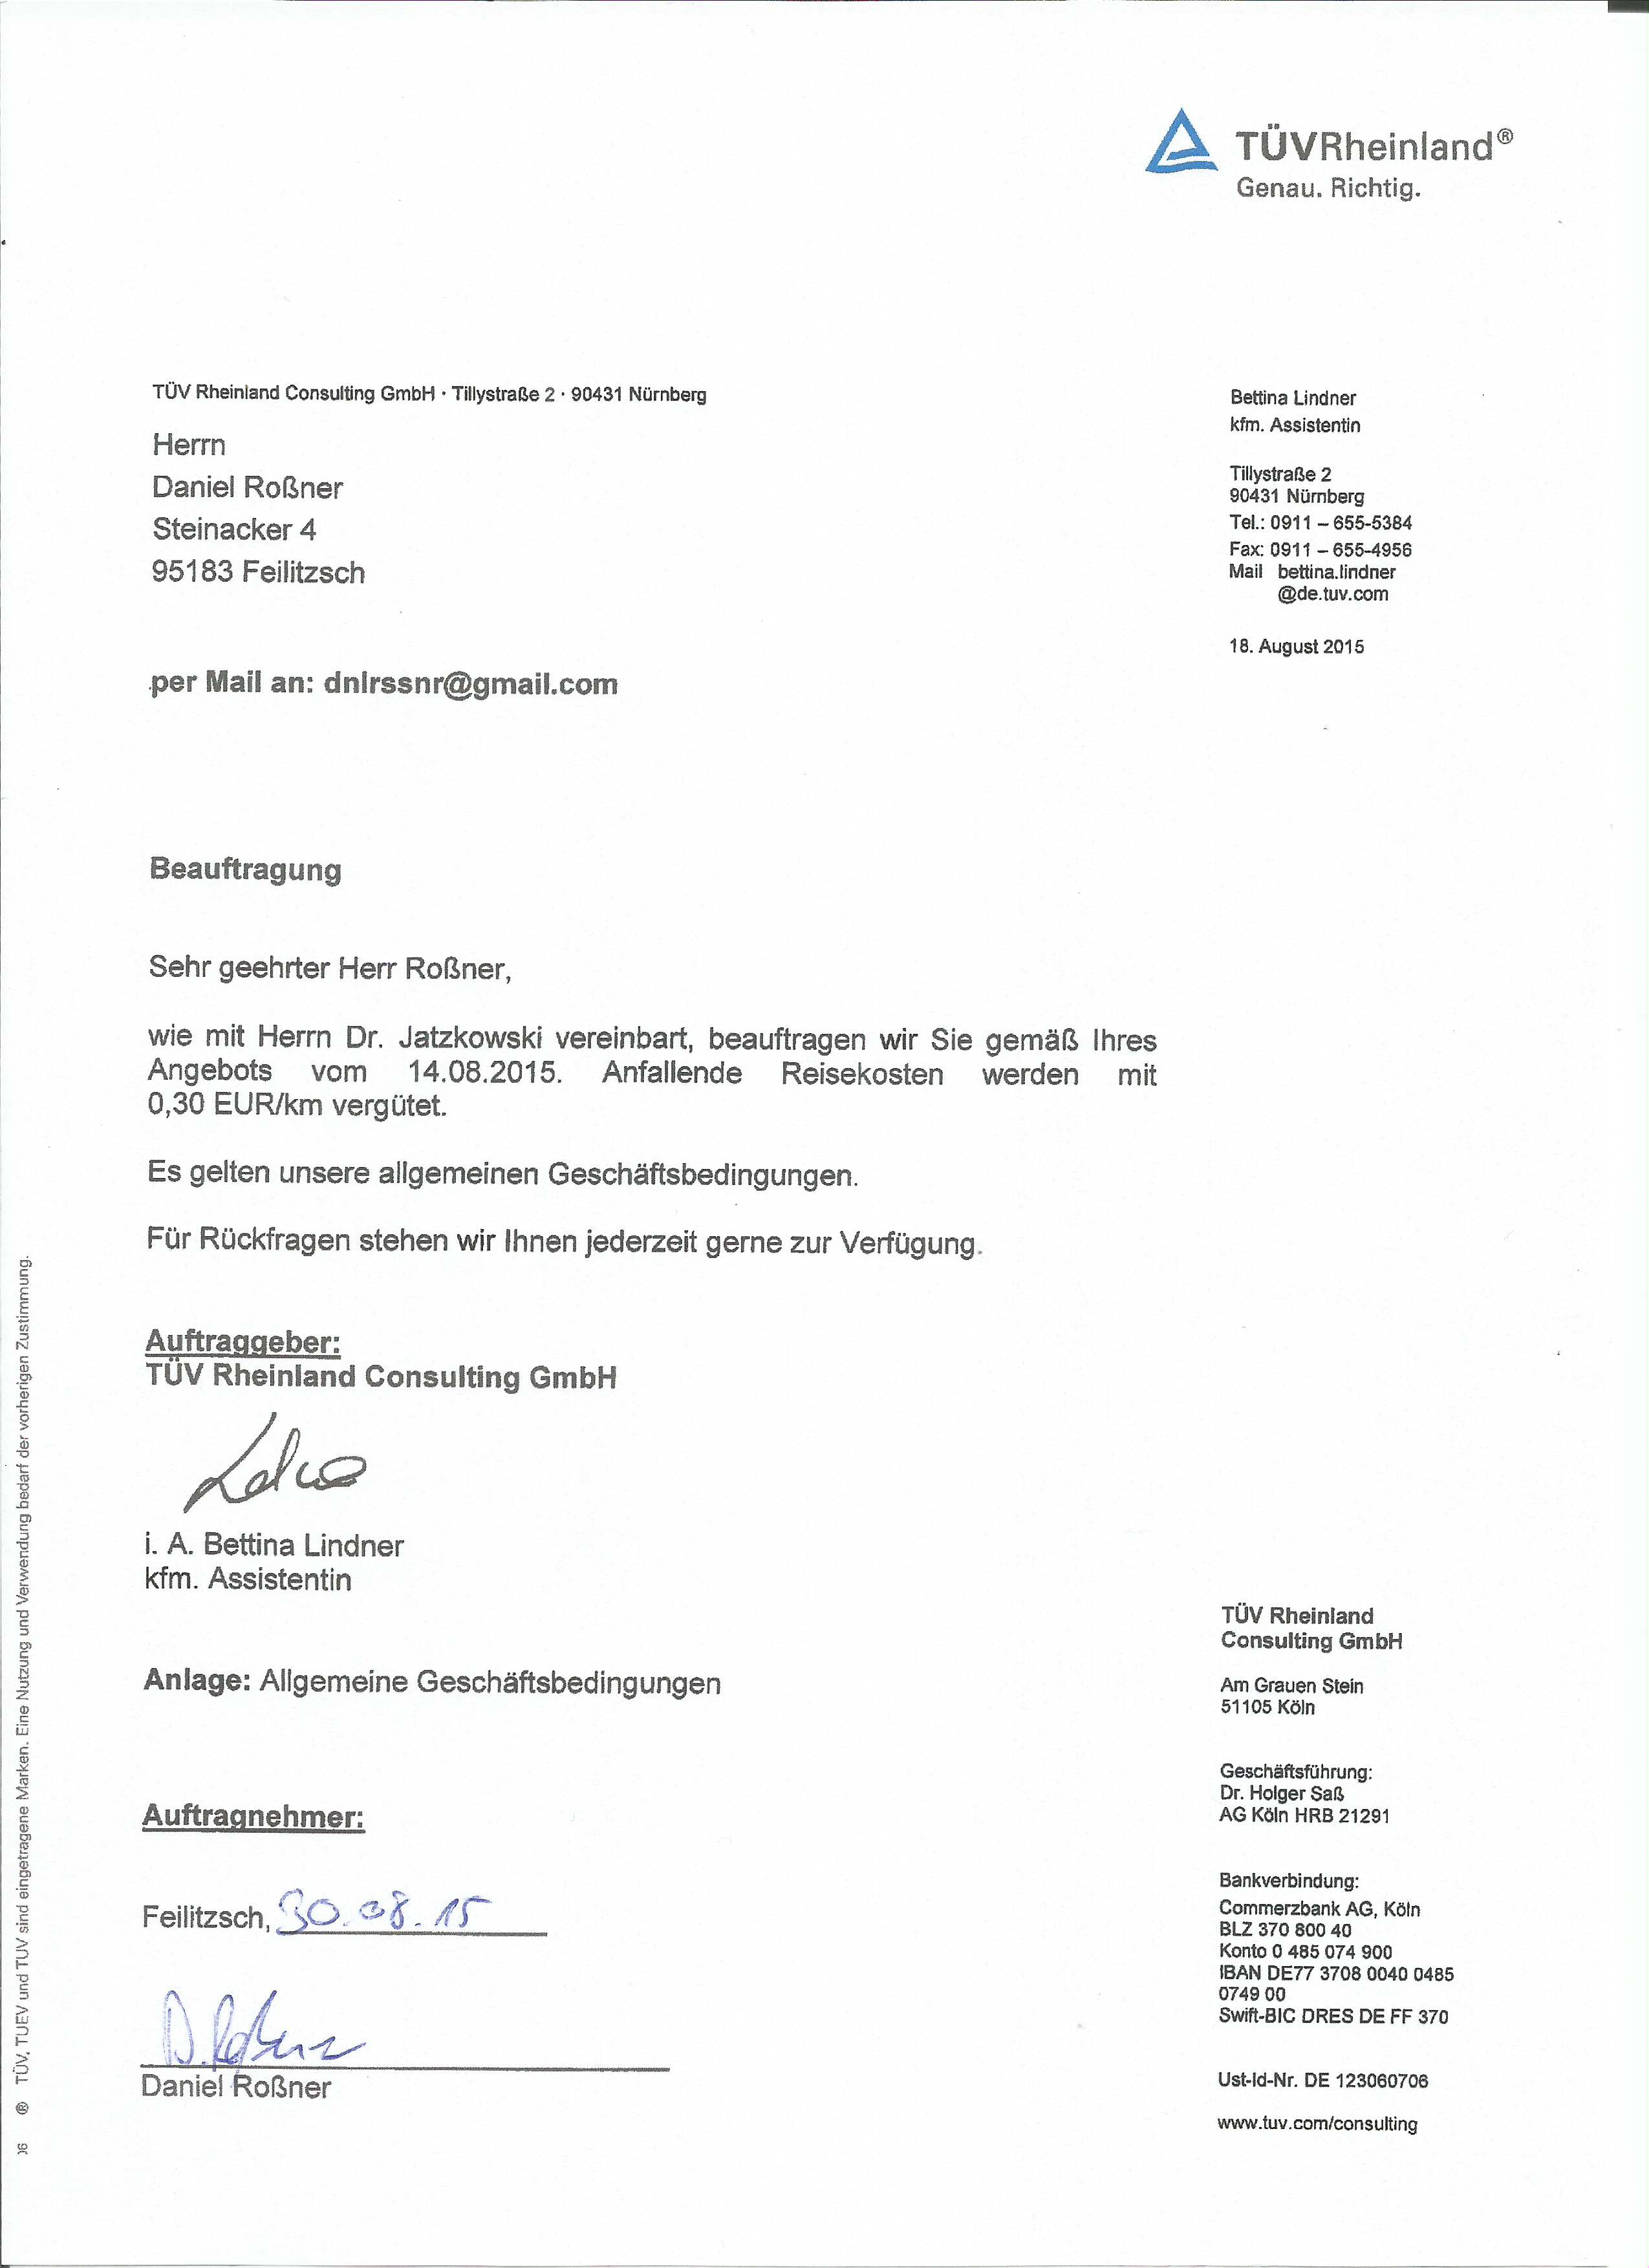 TÜVRheinland®
Genau. Richtig.
TÜV Rheinland Consulting GmbH · Tillystraße 2 · 90431 Nürnberg
Herrn
Daniel Roßner
Steinacker 4
95183 Feilitzsch
per Mail an: dnlrssnr@gmail.com
Bettina Lindner
kfm. Assistentin
Tillystraße 2
90431 Nürnberg
Tel.: 0911 – 655-5384
Fax: 0911 – 655-4956
Mail bettina.lindner
@de.tuv.com
18. August 2015
Beauftragung
Sehr geehrter Herr Roßner,
wie mit Herrn Dr. Jatzkowski vereinbart, beauftragen wir Sie gemäß Ihres
Angebots vom 14.08.2015. Anfallende Reisekosten werden mit
0,30 EUR/km vergütet.
Es gelten unsere allgemeinen Geschäftsbedingungen.
Für Rückfragen stehen wir Ihnen jederzeit gerne zur Verfügung.
Auftraggeber:
TÜV Rheinland Consulting GmbH
i. A. Bettina Lindner
kfm. Assistentin
Anlage: Allgemeine Geschäftsbedingungen
Auftragnehmer:
Feilitzsch, 30.08.15
D. Roßner
Daniel Roßner
TÜV Rheinland
Consulting GmbH
Am Grauen Stein
51105 Köln
Geschäftsführung:
Dr. Holger Saß
AG Köln HRB 21291
Bankverbindung:
Commerzbank AG, Köln
BLZ 370 800 40
Konto 0 485 074 900
IBAN DE77 3708 0040 0485
0749 00
Swift-BIC DRES DE FF 370
Ust-Id-Nr. DE 123060706
www.tuv.com/consulting
® TÜV, TUEV und TUV sind eingetragene Marken. Eine Nutzung und Verwendung bedarf der vorherigen Zustimmung.